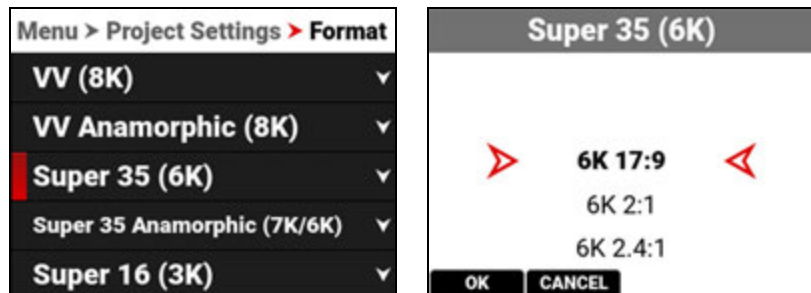 Menu > Project Settings > Format
VV (8K)
VV Anamorphic (8K)
Super 35 (6K)
Super 35 Anamorphic (7K/6K)
Super 16 (3K)
Super 35 (6K)
6K 17:9
6K 2:1
6K 2.4:1
OK CANCEL